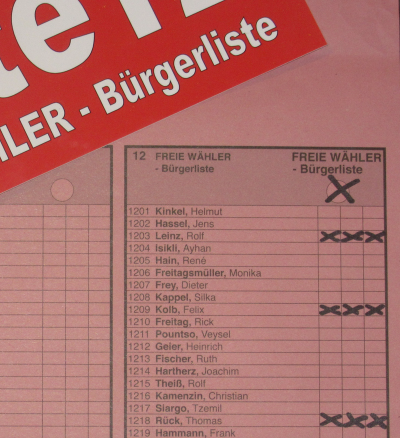 te
ILER - Bürgerliste
12 FREIE WÄHLER FREIE WÄHLER
- Bürgerliste - Bürgerliste
1201 Kinkel, Helmut
1202 Hassel, Jens
1203 Leinz, Rolf
1204 Isikli, Ayhan
1205 Hain, René
1206 Freitagsmüller, Monika
1207 Frey, Dieter
1208 Kappel, Silka
1209 Kolb, Felix
1210 Freitag, Rick
1211 Pountso, Veysel
1212 Geier, Heinrich
1213 Fischer, Ruth
1214 Hartherz, Joachim
1215 Theiß, Rolf
1216 Kamenzin, Christian
1217 Siargo, Tzemil
1218 Rück, Thomas
1219 Hammann, Frank